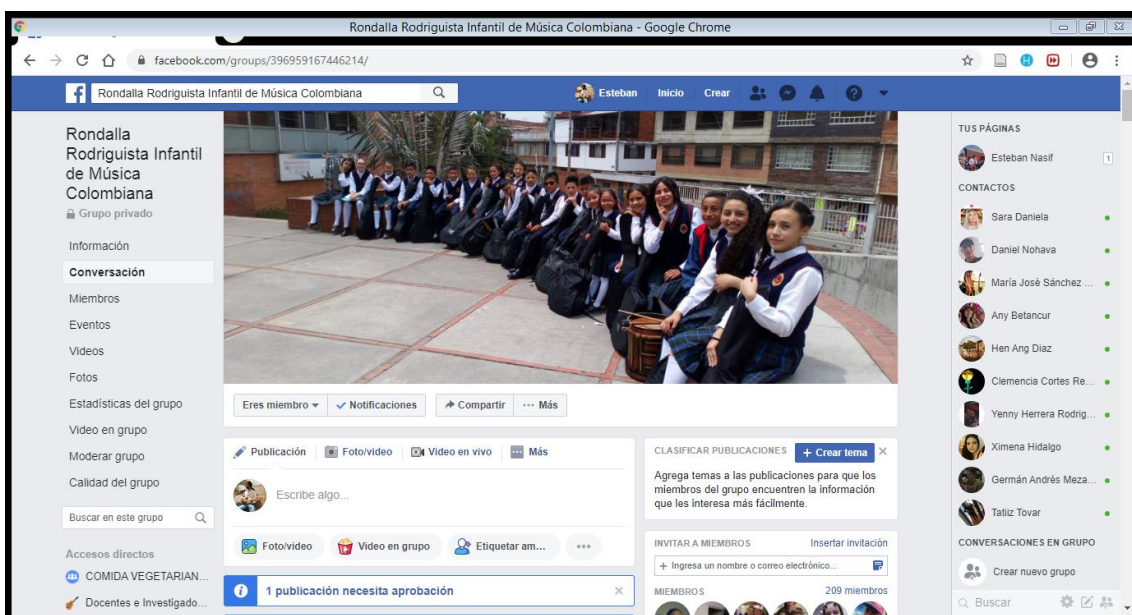 Rondalla Rodriguista Infantil de Música Colombiana - Google Chrome
facebook.com/groups/396959167446214/
Rondalla Rodriguista Infantil de Música Colombiana
Esteban Inicio Crear
Rondalla
Rodriguista Infantil
de Música
Colombiana
Grupo privado
Información
Conversación
Miembros
Eventos
Videos
Fotos
Estadísticas del grupo
Video en grupo
Moderar grupo
Calidad del grupo
Buscar en este grupo
Accesos directos
COMIDA VEGETARIAN...
Docentes e Investigado...
Eres miembro Notificaciones Compartir ··· Más
Publicación Foto/video Video en vivo Más
Escribe algo...
Foto/video Video en grupo Etiquetar am...
1 publicación necesita aprobación
CLASIFICAR PUBLICACIONES + Crear tema
Agrega temas a las publicaciones para que los
miembros del grupo encuentren la información
que les interesa más fácilmente.
INVITAR A MIEMBROS Insertar invitación
+ Ingresa un nombre o correo electrónico...
MIEMBROS 209 miembros
TUS PÁGINAS
Esteban Nasif 1
CONTACTOS
Sara Daniela
Daniel Nohava
María José Sánchez ...
Any Betancur
Hen Ang Diaz
Clemencia Cortes Re...
Yenny Herrera Rodrig...
Ximena Hidalgo
Germán Andrés Meza...
Tatiiz Tovar
CONVERSACIONES EN GRUPO
Crear nuevo grupo
Buscar